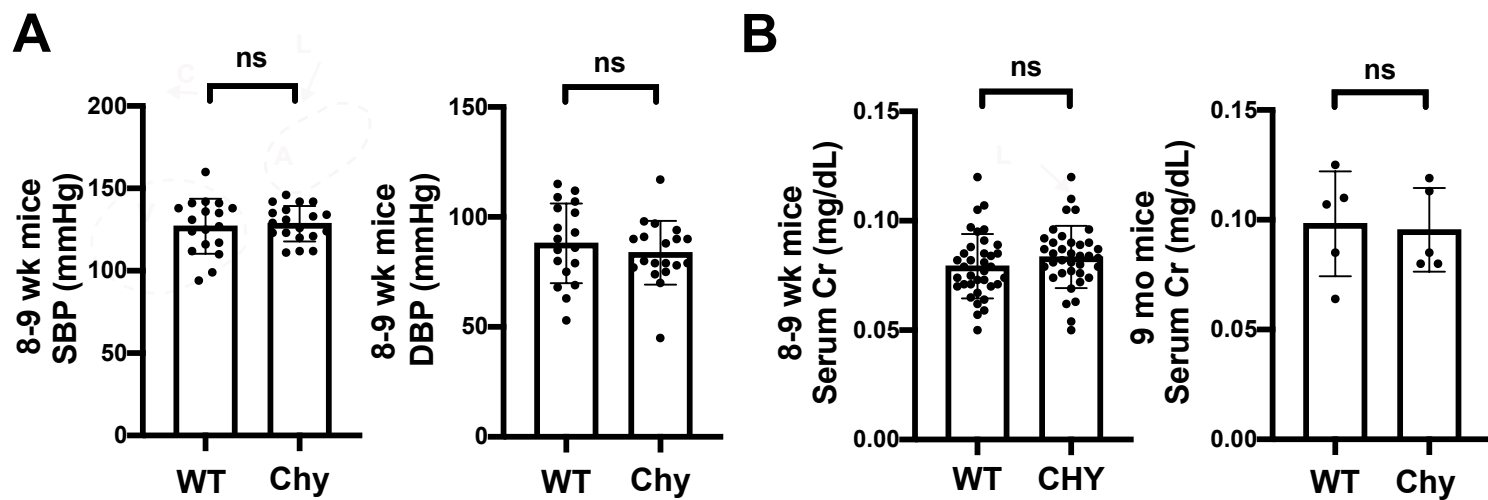 A
B
ns
ns
ns
ns
C
L
A
L
8-9 wk mice
SBP (mmHg)
200
150
100
50
0
WT
Chy
8-9 wk mice
DBP (mmHg)
150
100
50
0
WT
Chy
8-9 wk mice
Serum Cr (mg/dL)
0.15
0.10
0.05
0.00
WT
CHY
9 mo mice
Serum Cr (mg/dL)
0.15
0.10
0.05
0.00
WT
Chy